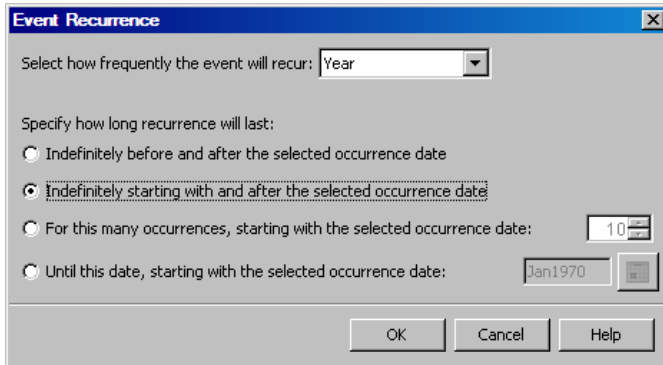 Event Recurrence
Select how frequently the event will recur: Year
Specify how long recurrence will last:
Indefinitely before and after the selected occurrence date
Indefinitely starting with and after the selected occurrence date
For this many occurrences, starting with the selected occurrence date: 10
Until this date, starting with the selected occurrence date: Jan1970
OK Cancel Help